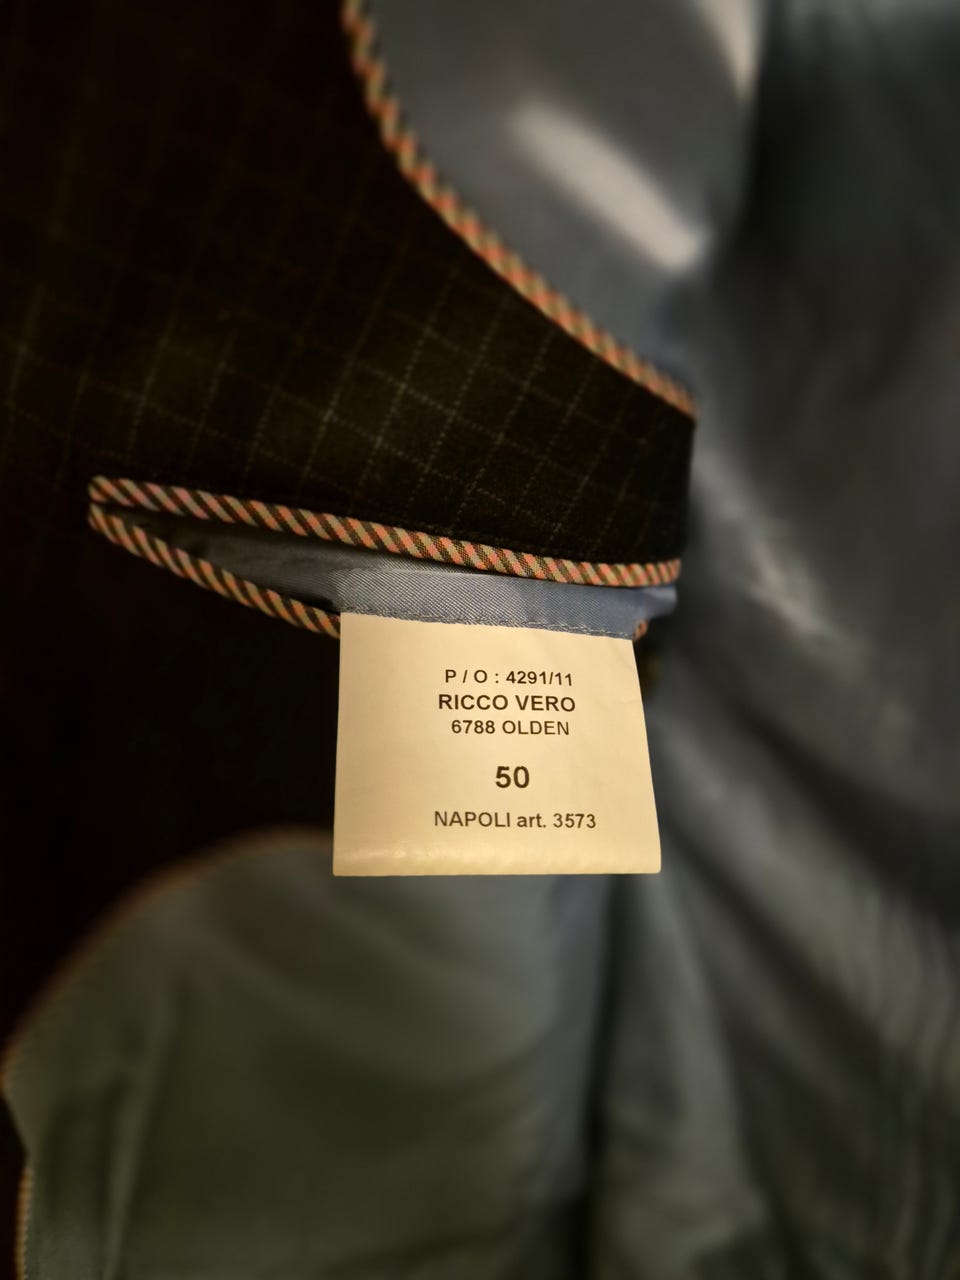 P / O : 4291/11
RICCO VERO
6788 OLDEN
50
NAPOLI art. 3573